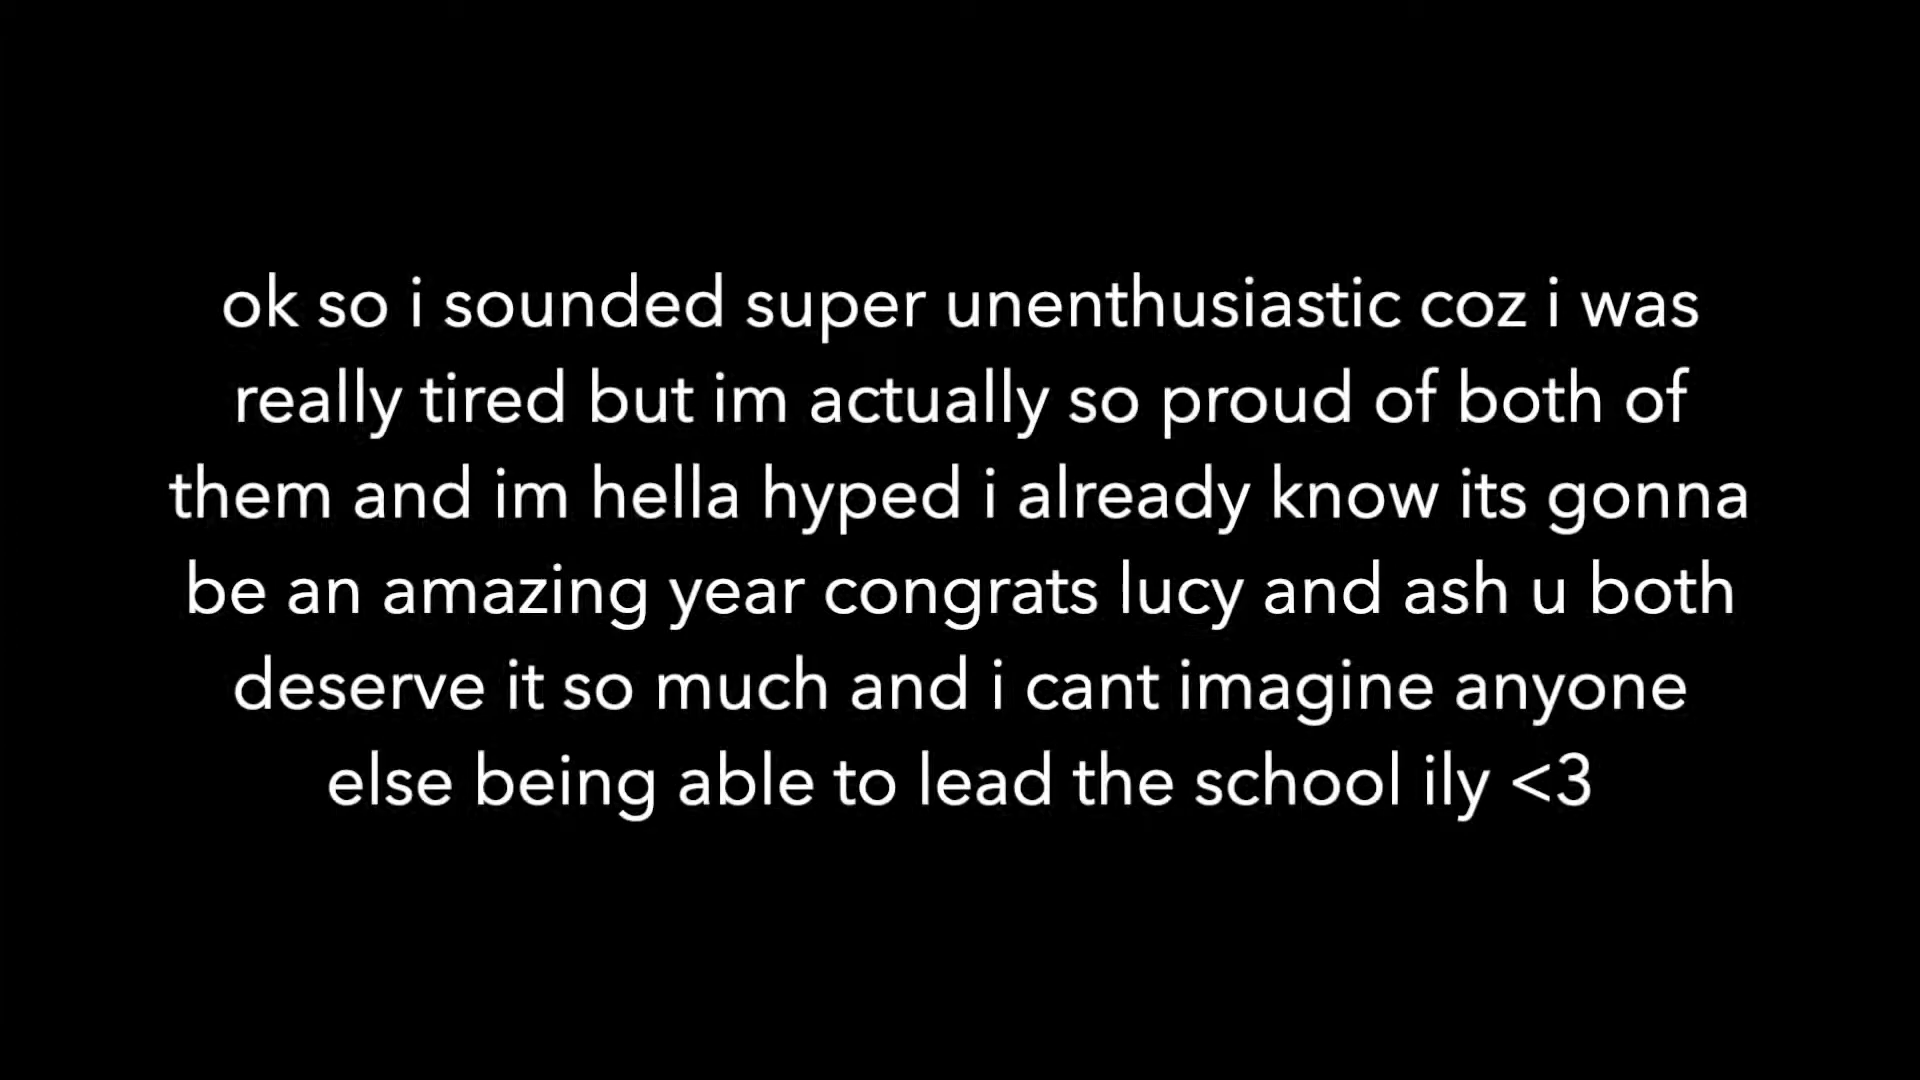 ok so i sounded super unenthusiastic coz i was
really tired but im actually so proud of both of
them and im hella hyped i already know its gonna
be an amazing year congrats lucy and ash u both
deserve it so much and i cant imagine anyone
else being able to lead the school ily <3